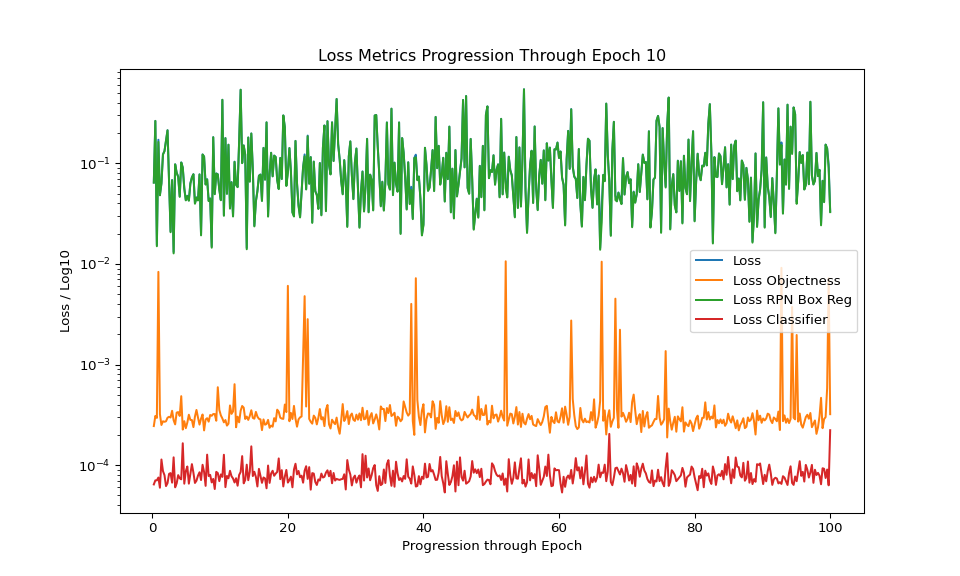 Loss Metrics Progression Through Epoch 10
Loss / Log10
10⁻¹
10⁻²
10⁻³
10⁻⁴
Loss
Loss Objectness
Loss RPN Box Reg
Loss Classifier
0 20 40 60 80 100
Progression through Epoch